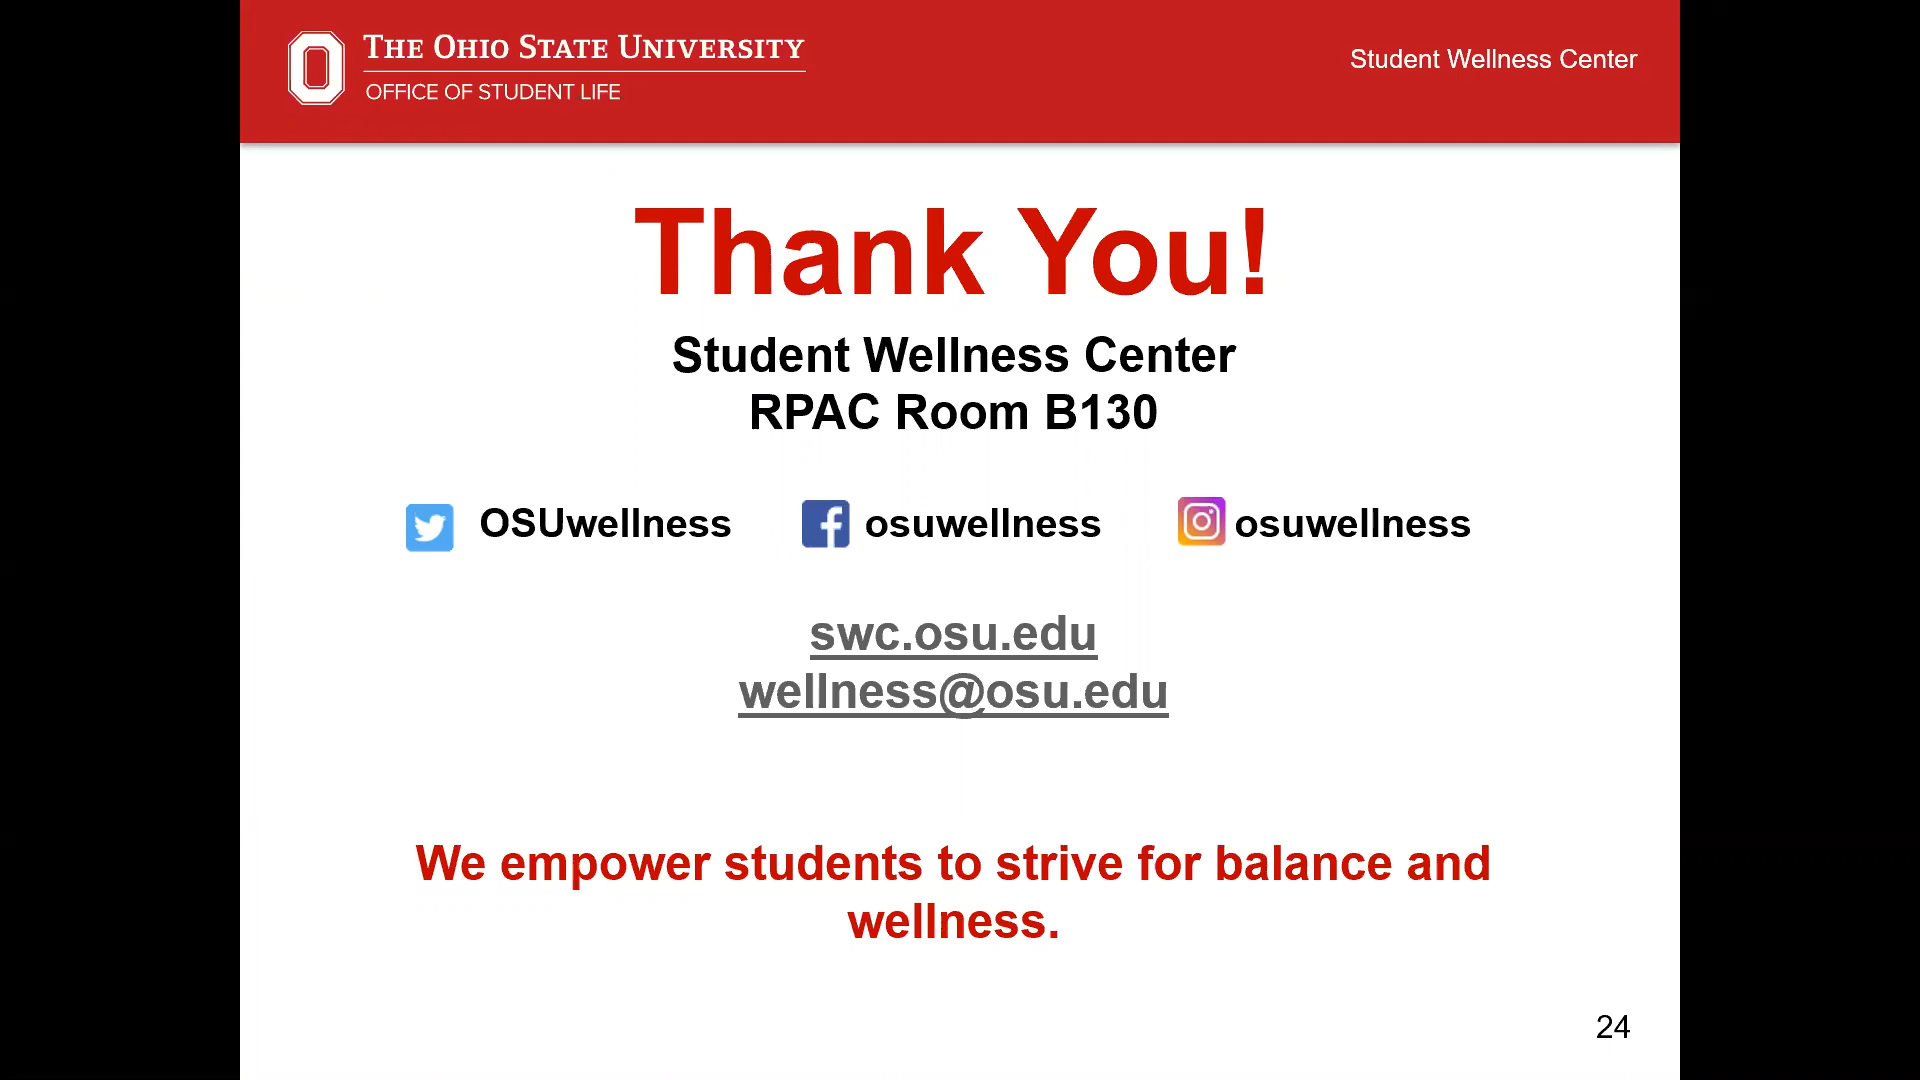 THE OHIO STATE UNIVERSITY
OFFICE OF STUDENT LIFE
Student Wellness Center
Thank You!
Student Wellness Center
RPAC Room B130
OSUwellness osuwellness osuwellness
swc.osu.edu
wellness@osu.edu
We empower students to strive for balance and
wellness.
24